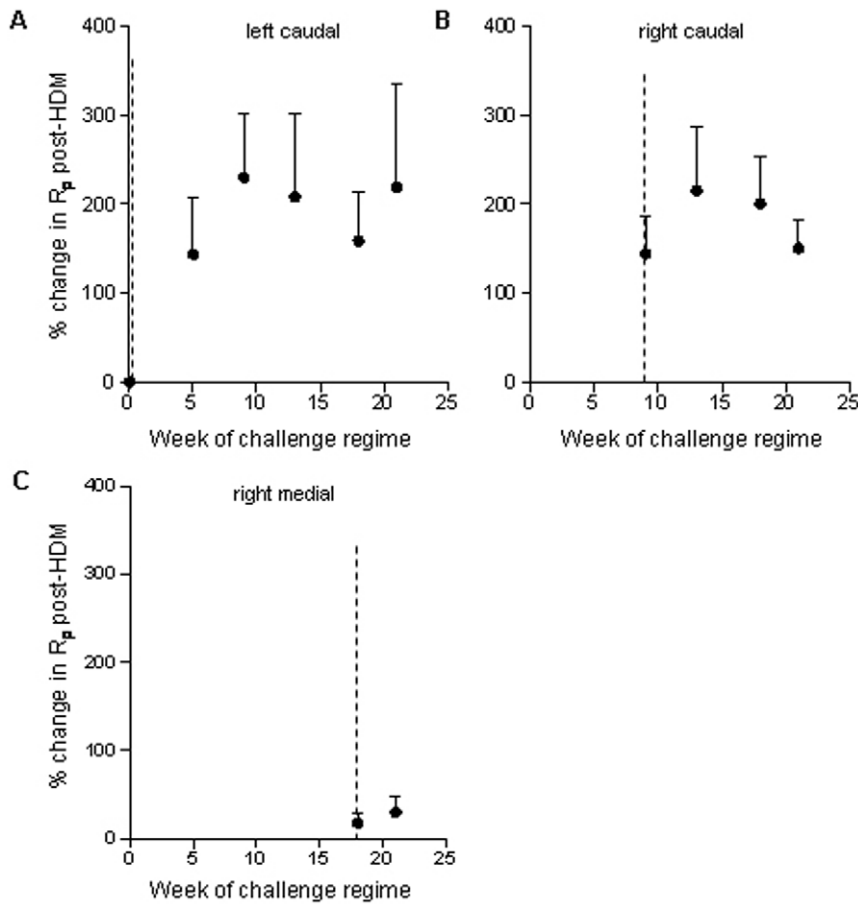 A
left caudal
% change in Rp post-HDM
400
300
200
100
0
0 5 10 15 20 25
Week of challenge regime
B
right caudal
400
300
200
100
0
0 5 10 15 20 25
Week of challenge regime
C
right medial
% change in Rp post-HDM
400
300
200
100
0
0 5 10 15 20 25
Week of challenge regime